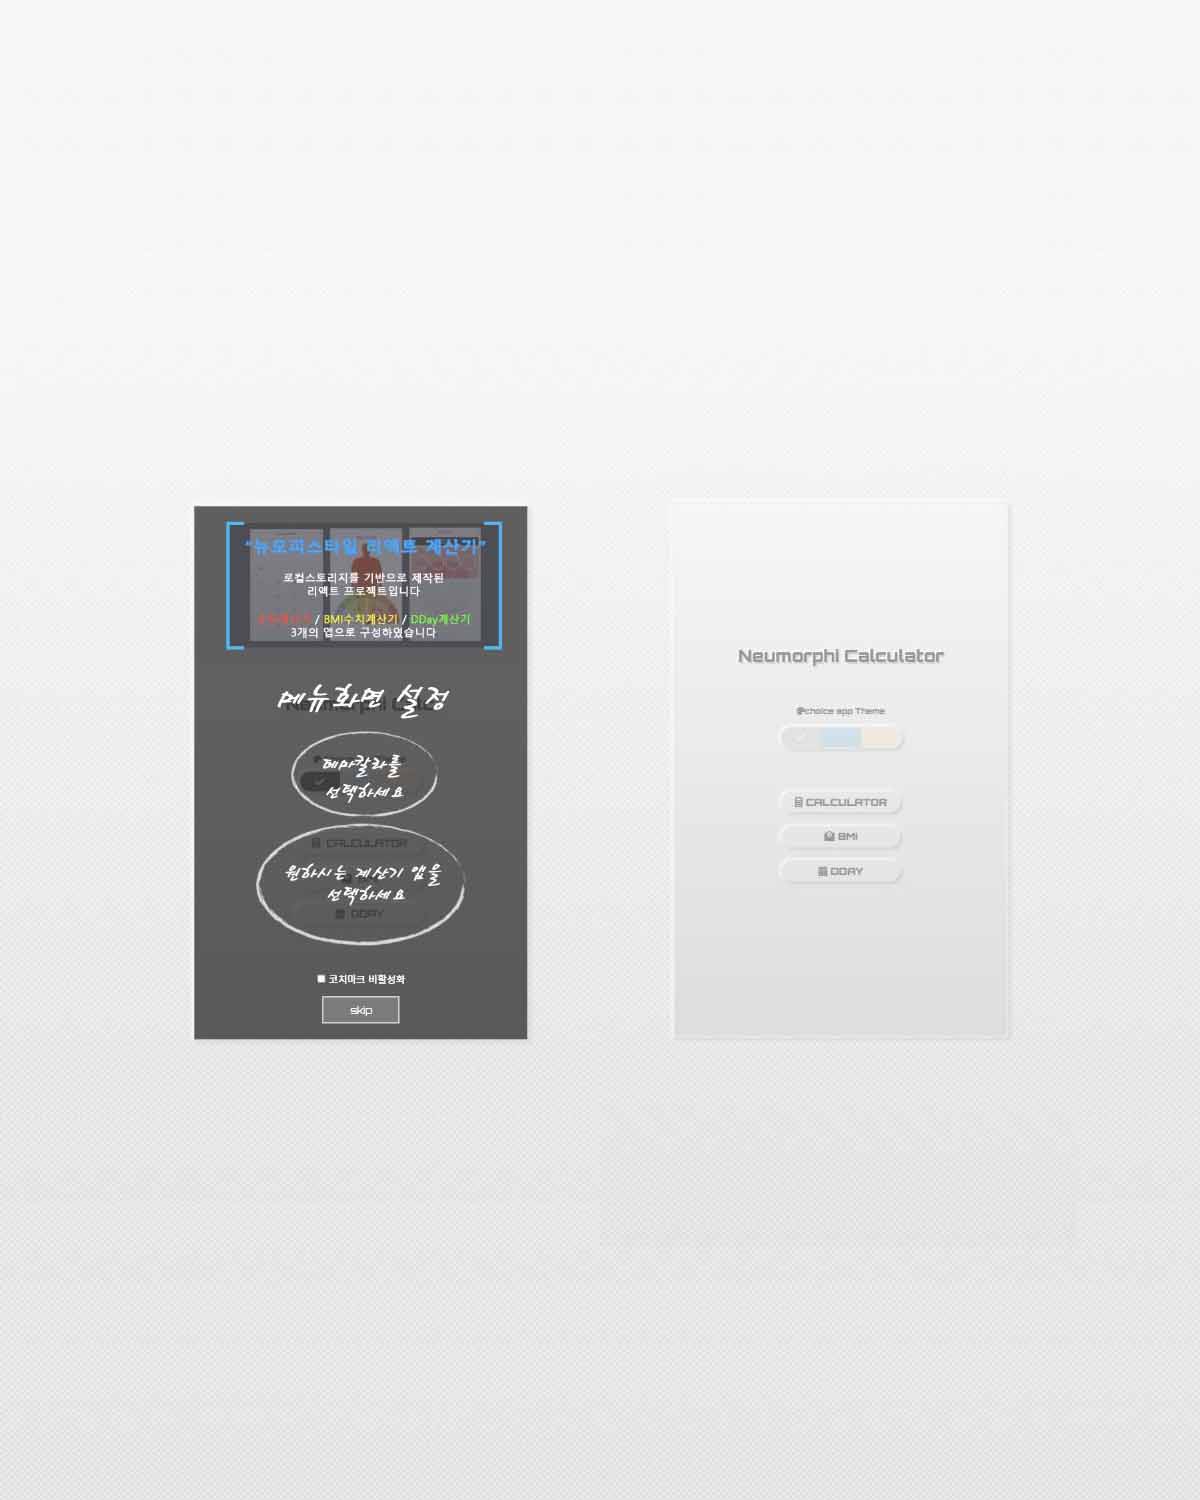 “뉴모피스타일 리액트 계산기”
로컬스토리지를 기반으로 제작된
리액트 프로젝트입니다
/ BMI수치계산기 / DDay계산기
3개의 앱으로 구성하였습니다
메뉴화면 설정
테마칼라를
선택하세요
CALCULATOR
원하시는 계산기 앱을
선택하세요
DDAY
코치마크 비활성화
skip
Neumorphi Calculator
choice app Theme
CALCULATOR
BMI
DDAY